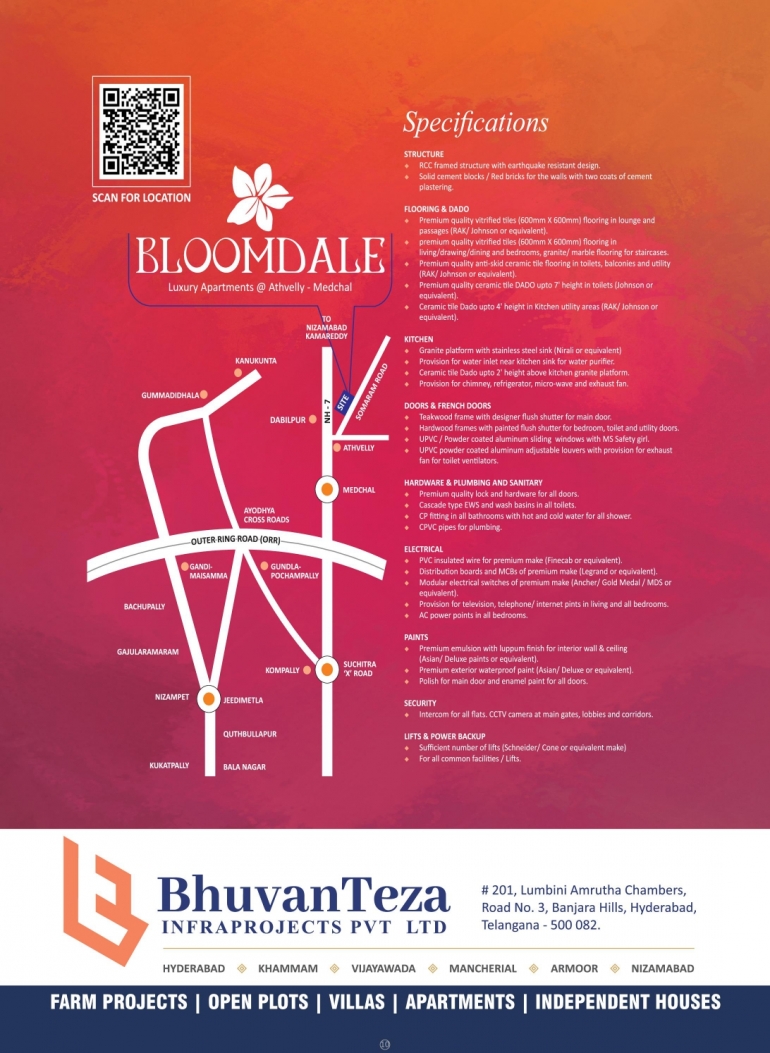 SCAN FOR LOCATION
BLOOMDALE
Luxury Apartments @ Athvelly - Medchal
TO
NIZAMABAD
KAMAREDDY
KANUKUNTA
GUMMADIDHALA
DABILPUR
NH - 7
SITE
SOMARAM ROAD
ATHVELLY
MEDCHAL
AYODHYA
CROSS ROADS
OUTER RING ROAD (ORR)
GANDI-
MAISAMMA
GUNDLA-
POCHAMPALLY
BACHUPALLY
GAJULARAMARAM
KOMPALLY
SUCHITRA
'X' ROAD
NIZAMPET
JEEDIMETLA
QUTHBULLAPUR
KUKATPALLY
BALA NAGAR
Specifications
STRUCTURE
RCC framed structure with earthquake resistant design.
Solid cement blocks / Red bricks for the walls with two coats of cement
plastering.
FLOORING & DADO
Premium quality vitrified tiles (600mm X 600mm) flooring in lounge and
passages (RAK/ Johnson or equivalent).
premium quality vitrified tiles (600mm X 600mm) flooring in
living/drawing/dining and bedrooms, granite/ marble flooring for staircases.
Premium quality anti-skid ceramic tile flooring in toilets, balconies and utility
(RAK/ Johnson or equivalent).
Premium quality ceramic tile DADO upto 7' height in toilets (Johnson or
equivalent).
Ceramic tile Dado upto 4' height in Kitchen utility areas (RAK/ Johnson or
equivalent).
KITCHEN
Granite platform with stainless steel sink (Nirali or equivalent)
Provision for water inlet near kitchen sink for water purifier.
Ceramic tile Dado upto 2' height above kitchen granite platform.
Provision for chimney, refrigerator, micro-wave and exhaust fan.
DOORS & FRENCH DOORS
Teakwood frame with designer flush shutter for main door.
Hardwood frames with painted flush shutter for bedroom, toilet and utility doors.
UPVC / Powder coated aluminum sliding windows with MS Safety girl.
UPVC powder coated aluminum adjustable louvers with provision for exhaust
fan for toilet ventilators.
HARDWARE & PLUMBING AND SANITARY
Premium quality lock and hardware for all doors.
Cascade type EWS and wash basins in all toilets.
CP fitting in all bathrooms with hot and cold water for all shower.
CPVC pipes for plumbing.
ELECTRICAL
PVC insulated wire for premium make (Finecab or equivalent).
Distribution boards and MCBs of premium make (Legrand or equivalent).
Modular electrical switches of premium make (Ancher/ Gold Medal / MDS or
equivalent).
Provision for television, telephone/ internet pints in living and all bedrooms.
AC power points in all bedrooms.
PAINTS
Premium emulsion with luppum finish for interior wall & ceiling
(Asian/ Deluxe paints or equivalent).
Premium exterior waterproof paint (Asian/ Deluxe or equivalent).
Polish for main door and enamel paint for all doors.
SECURITY
Intercom for all flats. CCTV camera at main gates, lobbies and corridors.
LIFTS & POWER BACKUP
Sufficient number of lifts (Schneider/ Cone or equivalent make)
For all common facilities / Lifts.
BhuvanTeza
INFRAPROJECTS PVT LTD
# 201, Lumbini Amrutha Chambers,
Road No. 3, Banjara Hills, Hyderabad,
Telangana - 500 082.
HYDERABAD KHAMMAM VIJAYAWADA MANCHERIAL ARMOOR NIZAMABAD
FARM PROJECTS | OPEN PLOTS | VILLAS | APARTMENTS | INDEPENDENT HOUSES
10